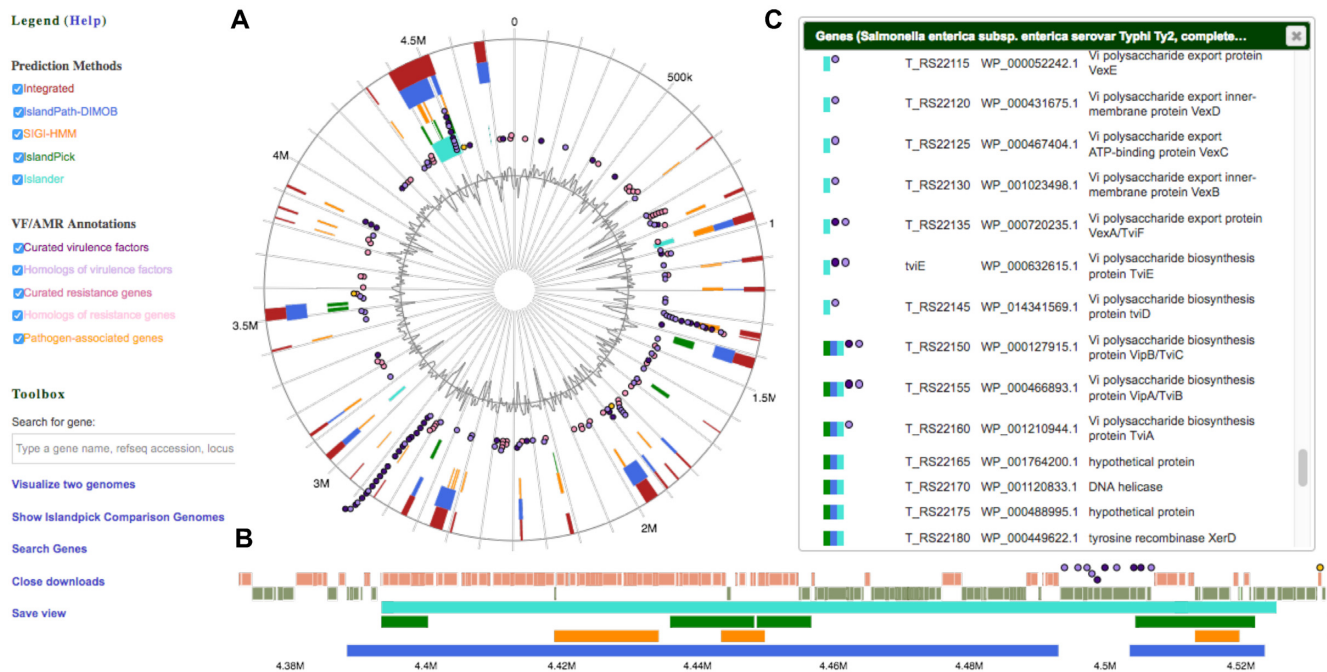 Legend (Help)
Prediction Methods
Integrated
IslandPath-DIMOB
SIGI-HMM
IslandPick
Islander
VF/AMR Annotations
Curated virulence factors
Homologs of virulence factors
Curated resistance genes
Homologs of resistance genes
Pathogen-associated genes
Toolbox
Search for gene:
Type a gene name, refseq accession, locus
Visualize two genomes
Show Islandpick Comparison Genomes
Search Genes
Close downloads
Save view
A
0
500k
1
1.5M
2M
3M
3.5M
4M
4.5M
C
Genes (Salmonella enterica subsp. enterica serovar Typhi Ty2, complete…
T_RS22115 WP_000052242.1 Vi polysaccharide export protein
VexE
T_RS22120 WP_000431675.1 Vi polysaccharide export inner-
membrane protein VexD
T_RS22125 WP_000467404.1 Vi polysaccharide export
ATP-binding protein VexC
T_RS22130 WP_001023498.1 Vi polysaccharide export inner-
membrane protein VexB
T_RS22135 WP_000720235.1 Vi polysaccharide export protein
VexA/TviF
tviE WP_000632615.1 Vi polysaccharide biosynthesis
protein TviE
T_RS22145 WP_014341569.1 Vi polysaccharide biosynthesis
protein tviD
T_RS22150 WP_000127915.1 Vi polysaccharide biosynthesis
protein VipB/TviC
T_RS22155 WP_000466893.1 Vi polysaccharide biosynthesis
protein VipA/TviB
T_RS22160 WP_001210944.1 Vi polysaccharide biosynthesis
protein TviA
T_RS22165 WP_001764200.1 hypothetical protein
T_RS22170 WP_001120833.1 DNA helicase
T_RS22175 WP_000488995.1 hypothetical protein
T_RS22180 WP_000449622.1 tyrosine recombinase XerD
B
4.38M 4.4M 4.42M 4.44M 4.46M 4.48M 4.5M 4.52M